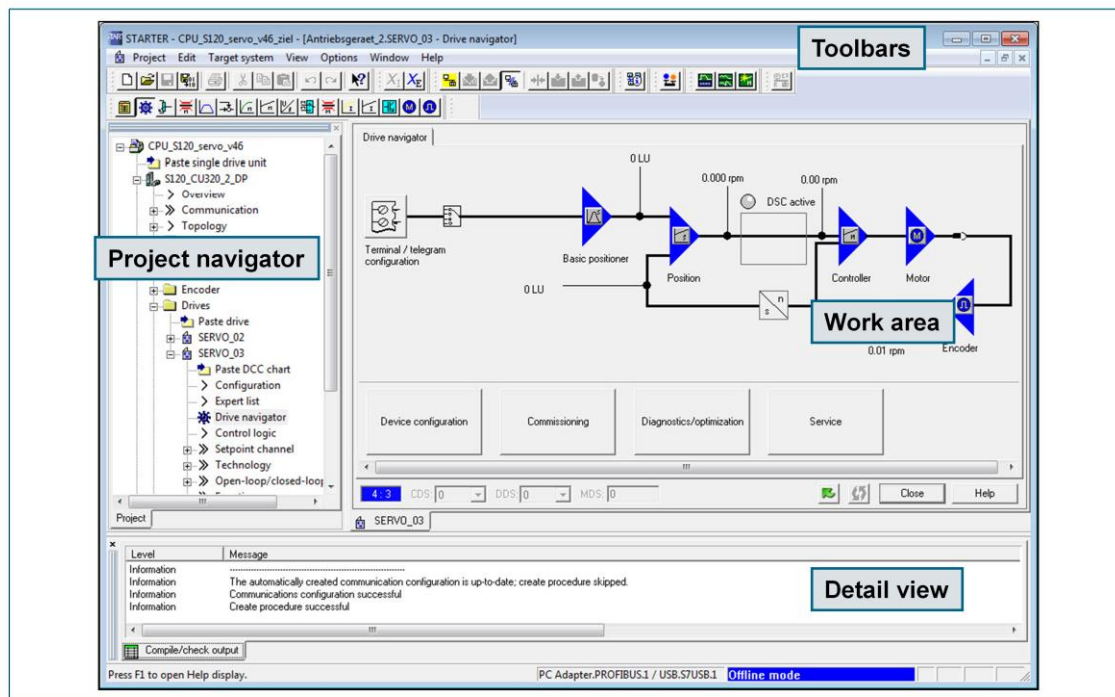 STARTER - CPU_S120_servo_v46_ziel - [Antriebsgeraet_2.SERVO_03 - Drive navigator]
Toolbars
Project Edit Target system View Options Window Help
CPU_S120_servo_v46
Paste single drive unit
S120_CU320_2_DP
Overview
Communication
Topology
Project navigator
Encoder
Drives
Paste drive
SERVO_02
SERVO_03
Paste DCC chart
Configuration
Expert list
Drive navigator
Control logic
Setpoint channel
Technology
Open-loop/closed-loop
Project
Drive navigator
0 LU
0.000 rpm
0.00 rpm
DSC active
Terminal / telegram
configuration
Basic positioner
Position
Controller
Motor
0 LU
n
s
Work area
0.01 rpm
Encoder
Device configuration
Commissioning
Diagnostics/optimization
Service
4 : 3 CDS: 0 DDS: 0 MDS: 0 Close Help
SERVO_03
Level Message
Information ------------------------------------------------------------
Information The automatically created communication configuration is up-to-date; create procedure skipped.
Information Communications configuration successful
Information Create procedure successful
Detail view
Compile/check output
Press F1 to open Help display. PC Adapter.PROFIBUS.1 / USB.S7USB.1 Offline mode